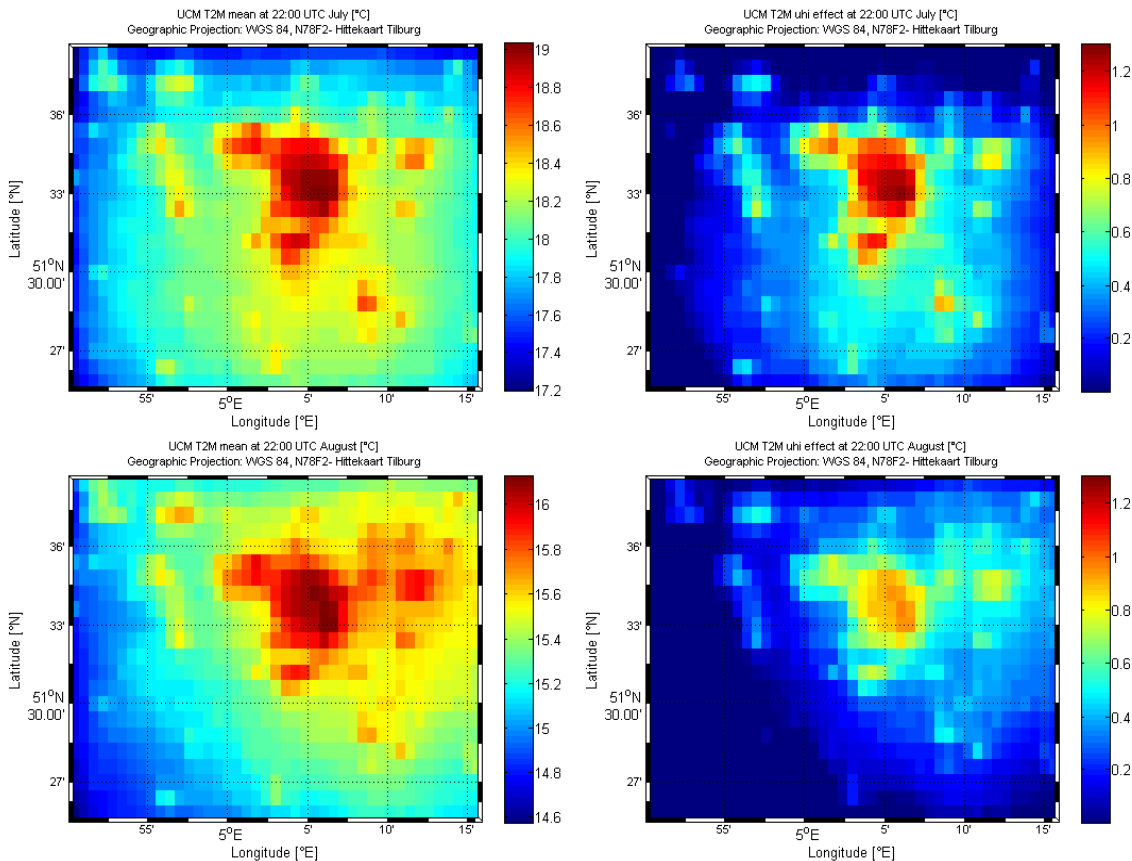 UCM T2M mean at 22:00 UTC July [°C]
Geographic Projection: WGS 84, N78F2- Hittekaart Tilburg
Latitude [°N]
36'
33'
51°N
30.00'
27'
55'
5°E
5'
10'
15'
Longitude [°E]
19
18.8
18.6
18.4
18.2
18
17.8
17.6
17.4
17.2
UCM T2M uhi effect at 22:00 UTC July [°C]
Geographic Projection: WGS 84, N78F2- Hittekaart Tilburg
Latitude [°N]
36'
33'
51°N
30.00'
27'
55'
5°E
5'
10'
15'
Longitude [°E]
1.2
1
0.8
0.6
0.4
0.2
UCM T2M mean at 22:00 UTC August [°C]
Geographic Projection: WGS 84, N78F2- Hittekaart Tilburg
Latitude [°N]
36'
33'
51°N
30.00'
27'
55'
5°E
5'
10'
15'
Longitude [°E]
16
15.8
15.6
15.4
15.2
15
14.8
14.6
UCM T2M uhi effect at 22:00 UTC August [°C]
Geographic Projection: WGS 84, N78F2- Hittekaart Tilburg
Latitude [°N]
36'
33'
51°N
30.00'
27'
55'
5°E
5'
10'
15'
Longitude [°E]
1.2
1
0.8
0.6
0.4
0.2